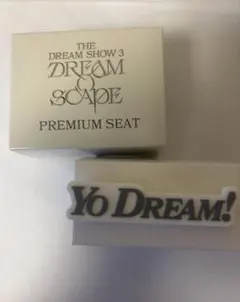 THE
DREAM SHOW 3
DREAM
( )
SCAPE
PREMIUM SEAT
YO DREAM!